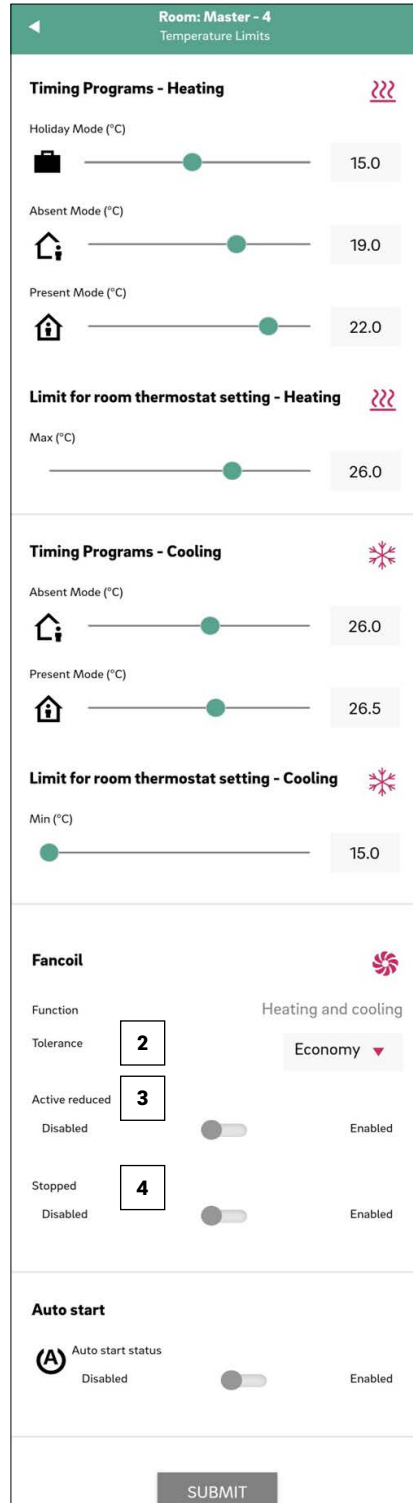 Room: Master - 4
Temperature Limits
Timing Programs - Heating
Holiday Mode (°C)
15.0
Absent Mode (°C)
19.0
Present Mode (°C)
22.0
Limit for room thermostat setting - Heating
Max (°C)
26.0
Timing Programs - Cooling
Absent Mode (°C)
26.0
Present Mode (°C)
26.5
Limit for room thermostat setting - Cooling
Min (°C)
15.0
Fancoil
Function Heating and cooling
Tolerance 2 Economy
Active reduced 3
Disabled Enabled
Stopped 4
Disabled Enabled
Auto start
A Auto start status
Disabled Enabled
SUBMIT